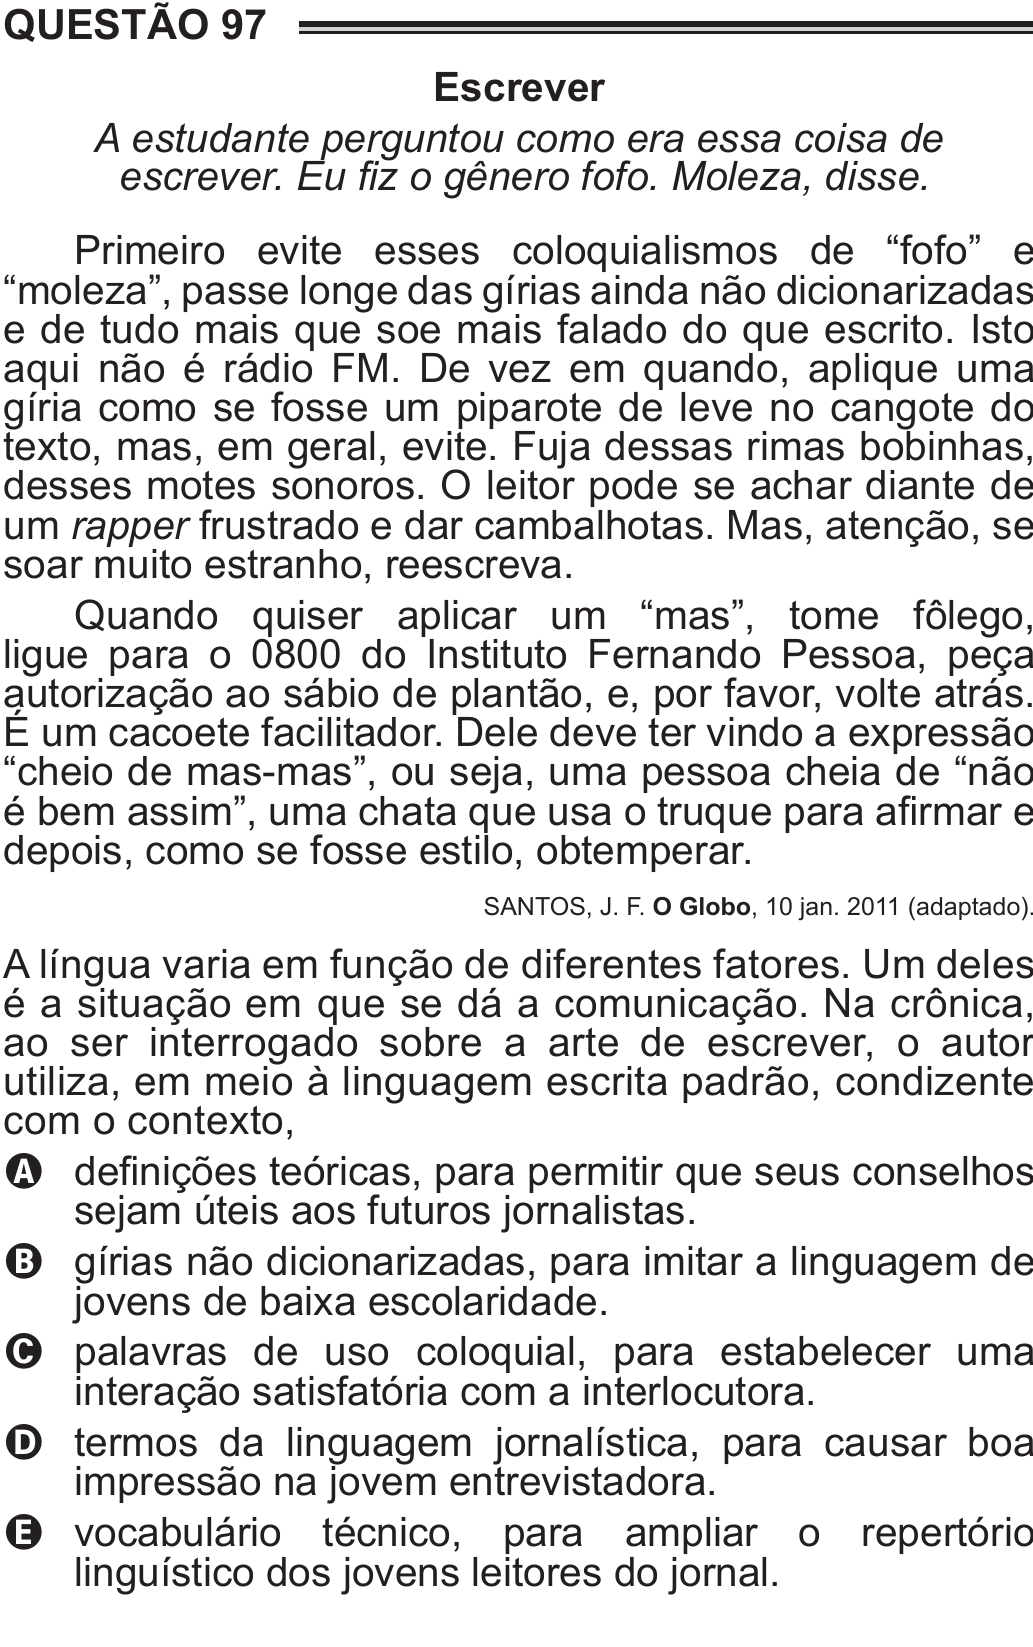 QUESTÃO 97
Escrever
A estudante perguntou como era essa coisa de
escrever. Eu fiz o gênero fofo. Moleza, disse.
Primeiro evite esses coloquialismos de “fofo” e
“moleza”, passe longe das gírias ainda não dicionarizadas
e de tudo mais que soe mais falado do que escrito. Isto
aqui não é rádio FM. De vez em quando, aplique uma
gíria como se fosse um piparote de leve no cangote do
texto, mas, em geral, evite. Fuja dessas rimas bobinhas,
desses motes sonoros. O leitor pode se achar diante de
um rapper frustrado e dar cambalhotas. Mas, atenção, se
soar muito estranho, reescreva.
Quando quiser aplicar um “mas”, tome fôlego,
ligue para o 0800 do Instituto Fernando Pessoa, peça
autorização ao sábio de plantão, e, por favor, volte atrás.
É um cacoete facilitador. Dele deve ter vindo a expressão
“cheio de mas-mas”, ou seja, uma pessoa cheia de “não
é bem assim”, uma chata que usa o truque para afirmar e
depois, como se fosse estilo, obtemperar.
SANTOS, J. F. O Globo, 10 jan. 2011 (adaptado).
A língua varia em função de diferentes fatores. Um deles
é a situação em que se dá a comunicação. Na crônica,
ao ser interrogado sobre a arte de escrever, o autor
utiliza, em meio à linguagem escrita padrão, condizente
com o contexto,
A definições teóricas, para permitir que seus conselhos
sejam úteis aos futuros jornalistas.
B gírias não dicionarizadas, para imitar a linguagem de
jovens de baixa escolaridade.
C palavras de uso coloquial, para estabelecer uma
interação satisfatória com a interlocutora.
D termos da linguagem jornalística, para causar boa
impressão na jovem entrevistadora.
E vocabulário técnico, para ampliar o repertório
linguístico dos jovens leitores do jornal.